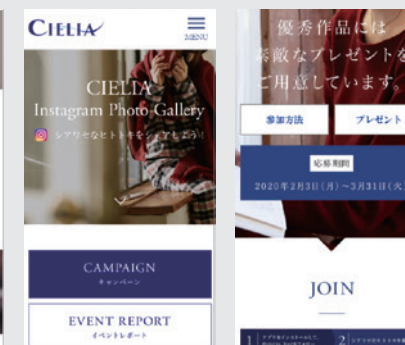 CIELIA
MENU
CIELIA
Instagram Photo Gallery
シアワセなヒトトキをシェアしよう!
CAMPAIGN
キャンペーン
EVENT REPORT
イベントレポート
優秀作品には
素敵なプレゼントを
ご用意しています。
参加方法
プレゼント
応募期間
2020年2月3日(月)~3月31日(火)
JOIN
1
2